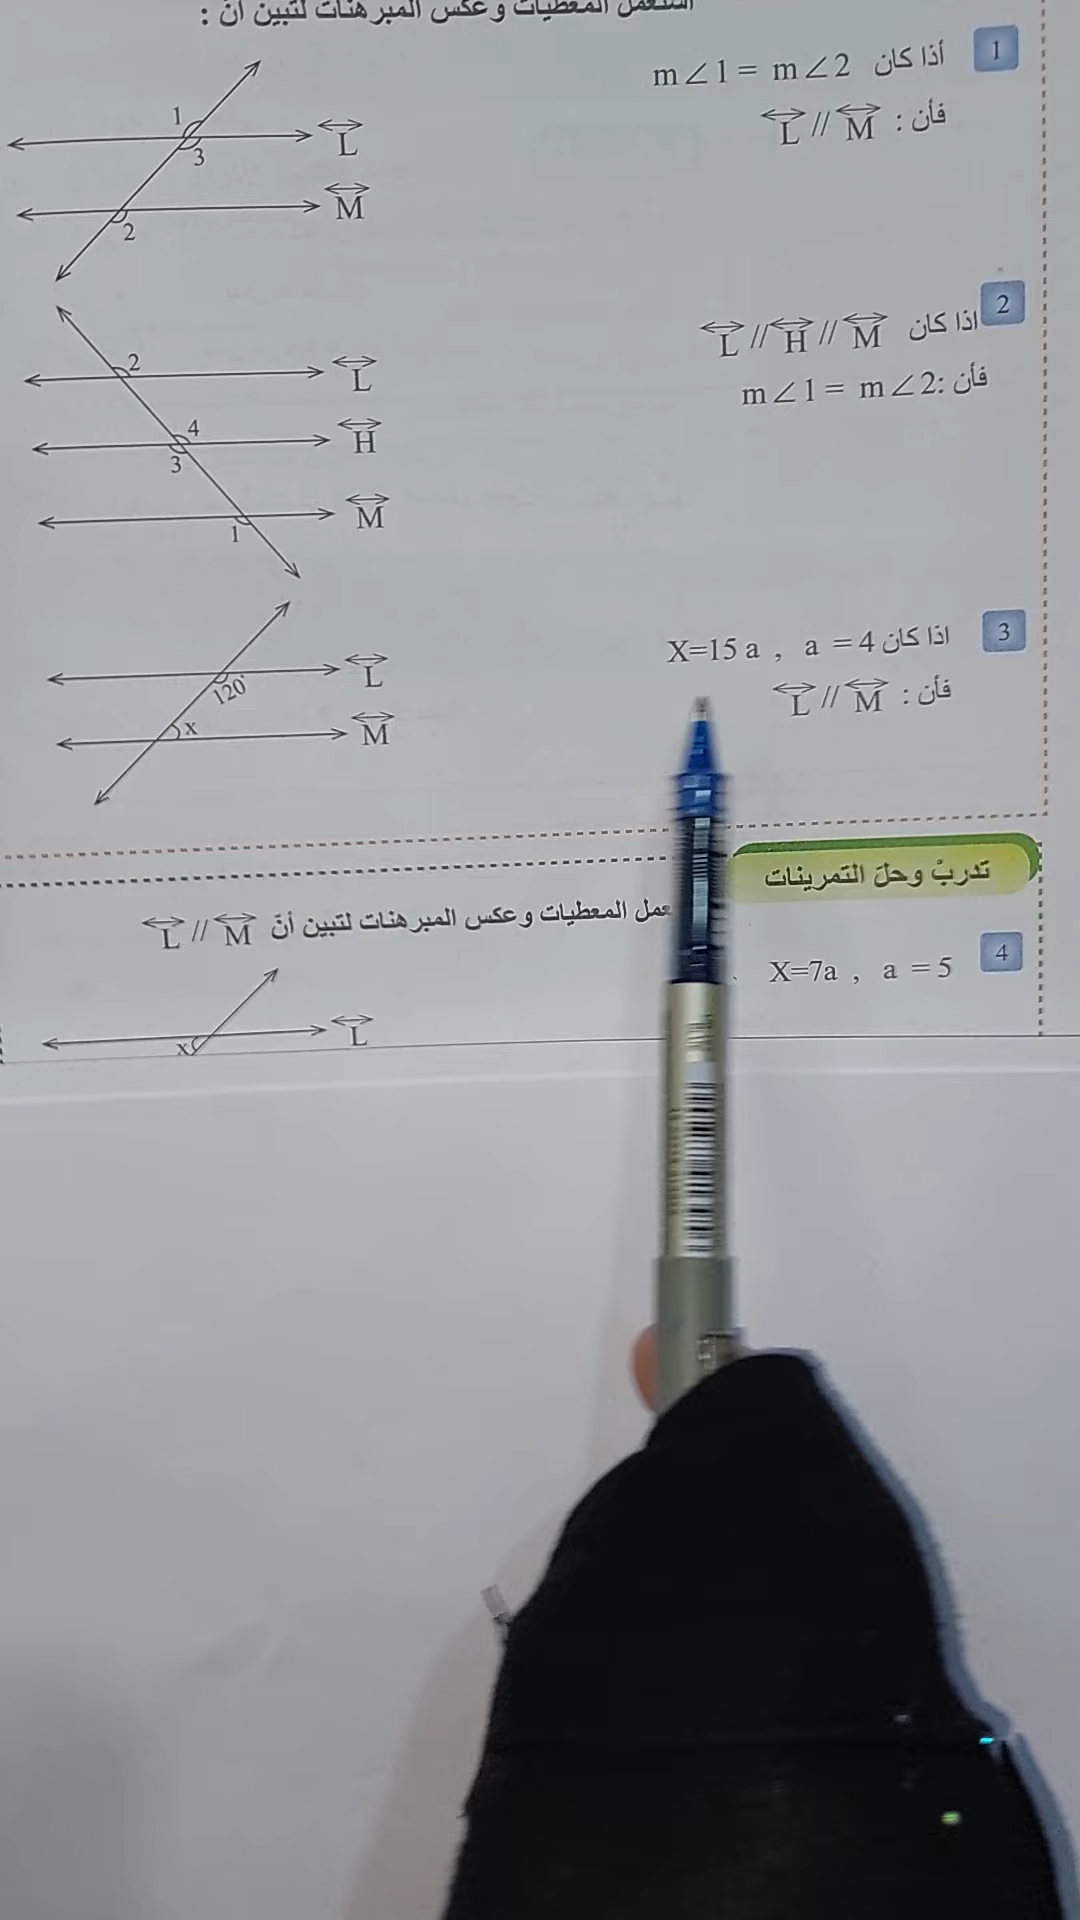 استعمل المعطيات وعكس المبرهنات لتبين أنّ :
1 أذا كان m∠1 = m∠2
فأن : L // M
1
3
L
M
2
2 اذا كان L // H // M
فأن: m∠1 = m∠2
2
L
4
H
3
M
1
3 اذا كان X=15 a , a = 4
فأن : L // M
L
120°
x
M
تدربْ وحلّ التمرينات
المعطيات وعكس المبرهنات لتبين أنّ L // M
4 X=7a , a = 5
L
x